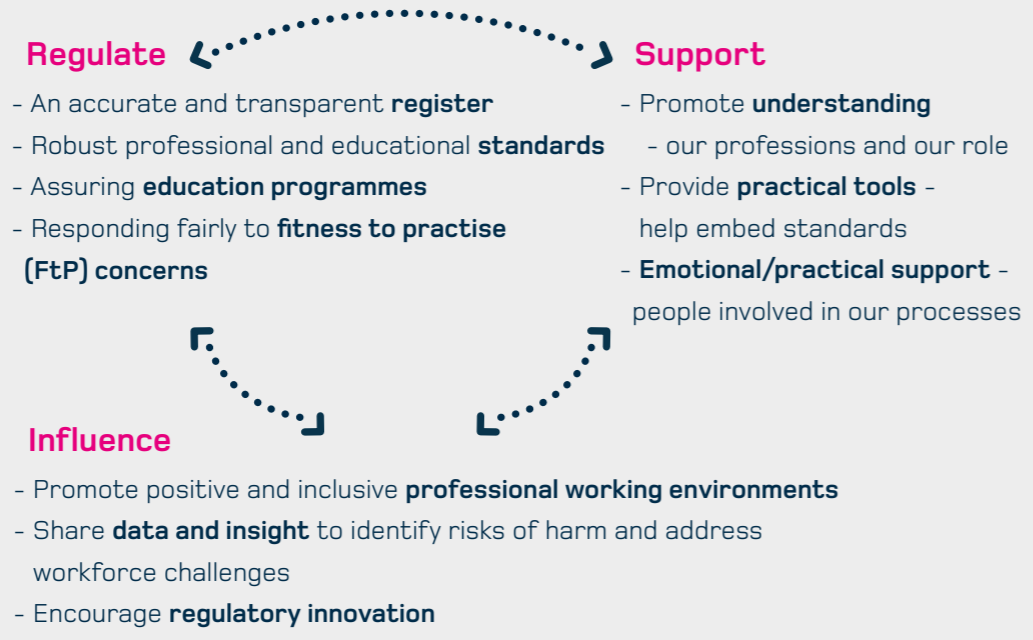 Regulate
- An accurate and transparent register
- Robust professional and educational standards
- Assuring education programmes
- Responding fairly to fitness to practise
(FtP) concerns
Support
- Promote understanding
- our professions and our role
- Provide practical tools -
help embed standards
- Emotional/practical support -
people involved in our processes
Influence
- Promote positive and inclusive professional working environments
- Share data and insight to identify risks of harm and address
workforce challenges
- Encourage regulatory innovation